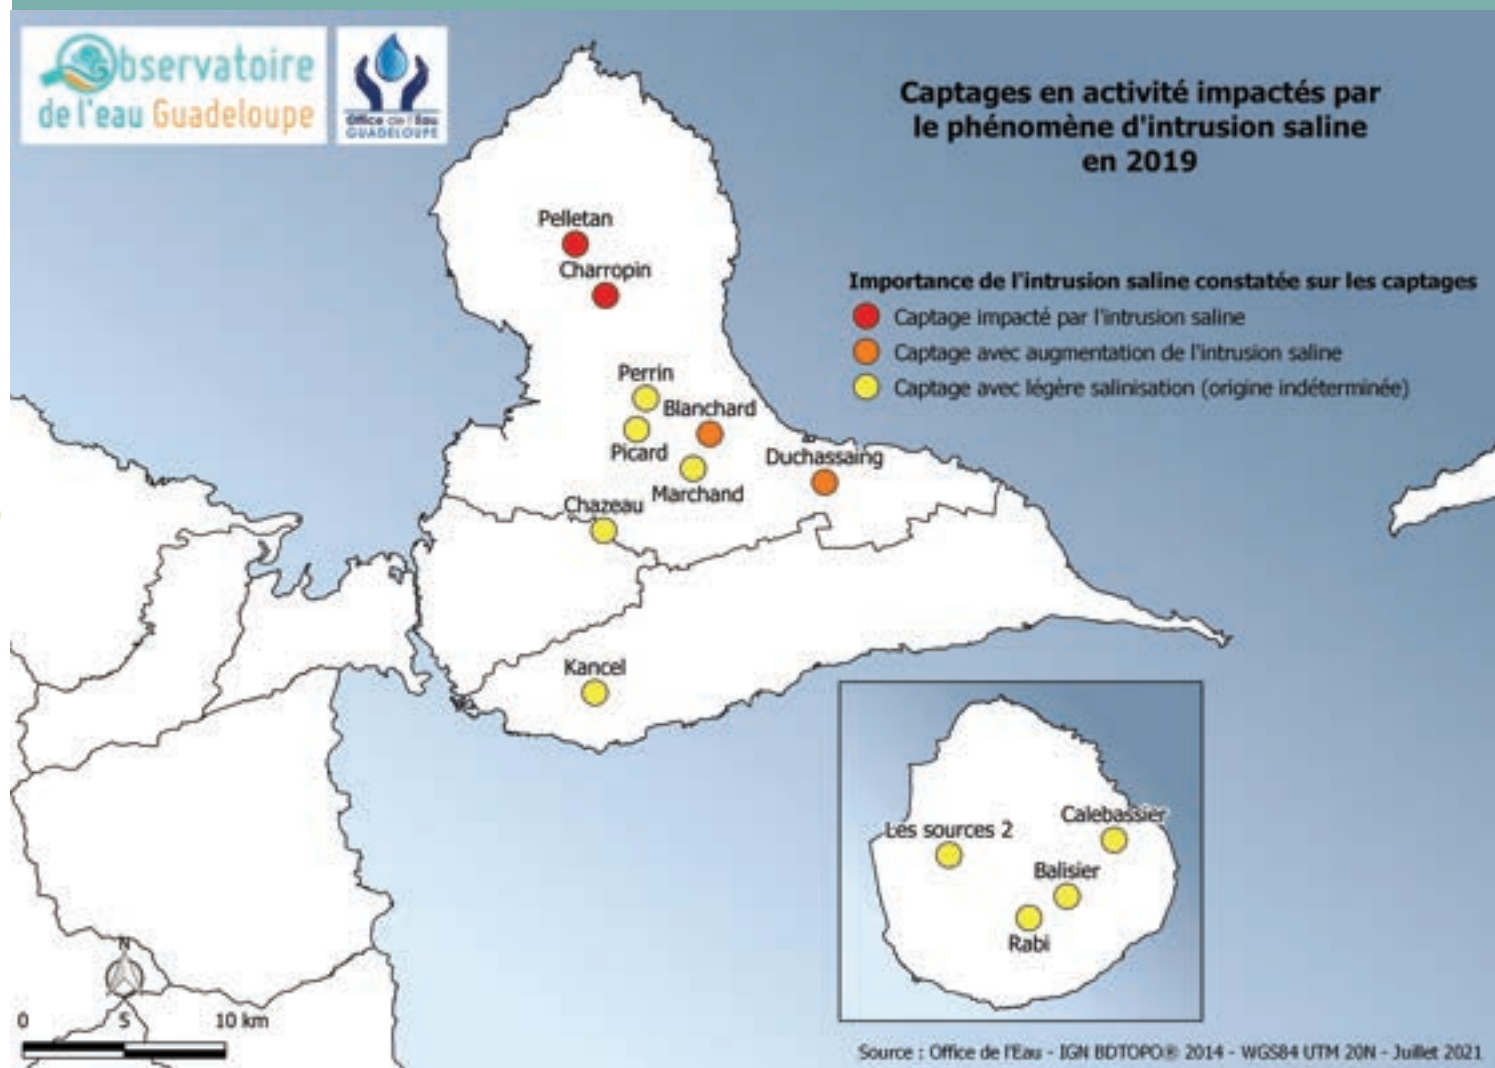 Observatoire
de l'eau Guadeloupe
Office de l'Eau
GUADELOUPE
Captages en activité impactés par
le phénomène d'intrusion saline
en 2019
Importance de l'intrusion saline constatée sur les captages
Captage impacté par l'intrusion saline
Captage avec augmentation de l'intrusion saline
Captage avec légère salinisation (origine indéterminée)
Pelletan
Charropin
Perrin
Blanchard
Picard
Duchassaing
Marchand
Chazeau
Kancel
Calebassier
Les sources 2
Balisier
Rabi
N
0 5 10 km
Source : Office de l'Eau - IGN BDTOPO® 2014 - WGS84 UTM 20N - Juillet 2021